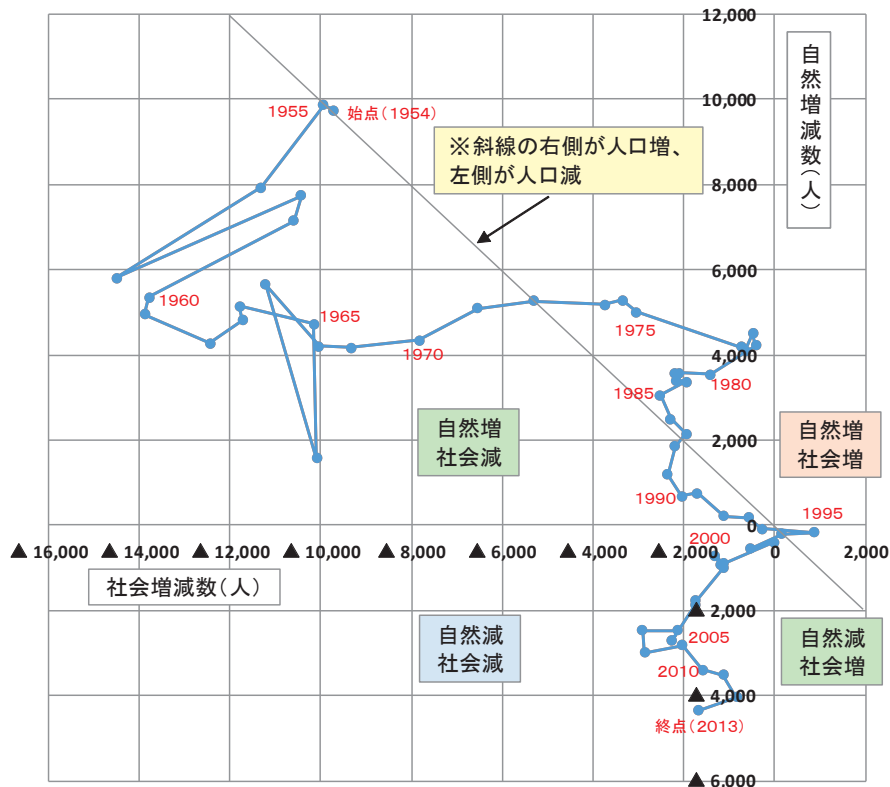 12,000
10,000
8,000
6,000
4,000
2,000
0
自然増減数(人)
1955
始点(1954)
※斜線の右側が人口増、
左側が人口減
1960
1965
1970
1975
1980
1985
1990
1995
2000
2005
2010
終点(2013)
自然増
社会減
自然増
社会増
自然減
社会減
自然減
社会増
▲ 16,000
▲ 14,000
▲ 12,000
▲ 10,000
▲ 8,000
▲ 6,000
▲ 4,000
▲ 2,000
0
2,000
社会増減数(人)
▲ 2,000
▲ 4,000
▲ 6,000